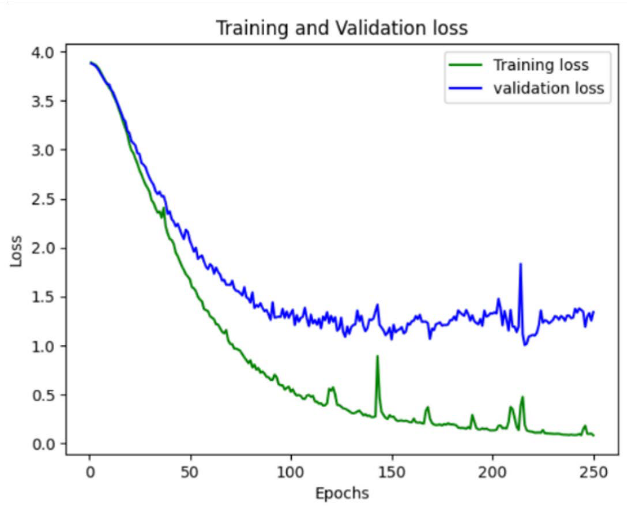 Training and Validation loss
Training loss
validation loss
4.0
3.5
3.0
2.5
2.0
1.5
1.0
0.5
0.0
Loss
0 50 100 150 200 250
Epochs